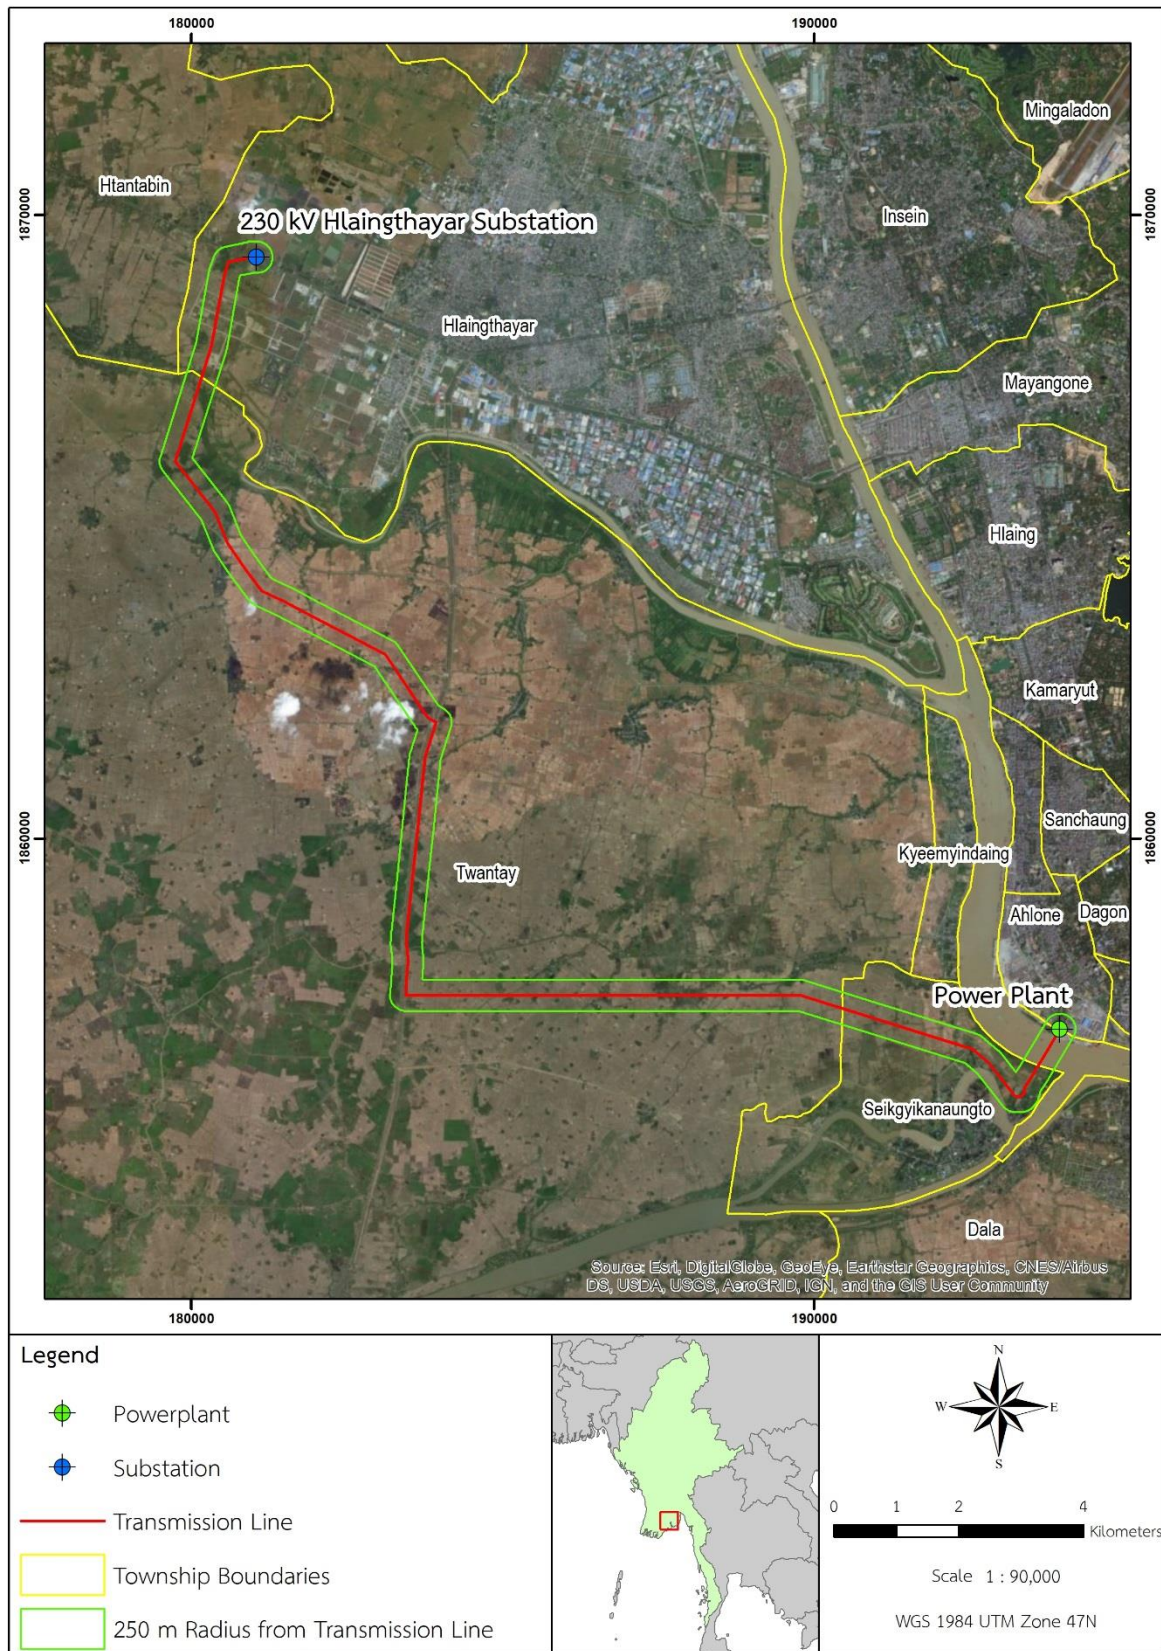 180000
190000
Mingaladon
Htantabin
1870000
230 kV Hlaingthayar Substation
Insein
1870000
Hlaingthayar
Mayangone
Hlaing
Kamaryut
Sanchaung
1860000
Kyeemyindaing
1860000
Twantay
Ahlone
Dagon
Power Plant
Seikgyikanaungto
Dala
Source: Esri, DigitalGlobe, GeoEye, Earthstar Geographics, CNES/Airbus
DS, USDA, USGS, AeroGRID, IGN, and the GIS User Community
180000
190000
Legend
Powerplant
Substation
Transmission Line
Township Boundaries
250 m Radius from Transmission Line
N
W
E
S
0 1 2 4
Kilometers
Scale 1 : 90,000
WGS 1984 UTM Zone 47N